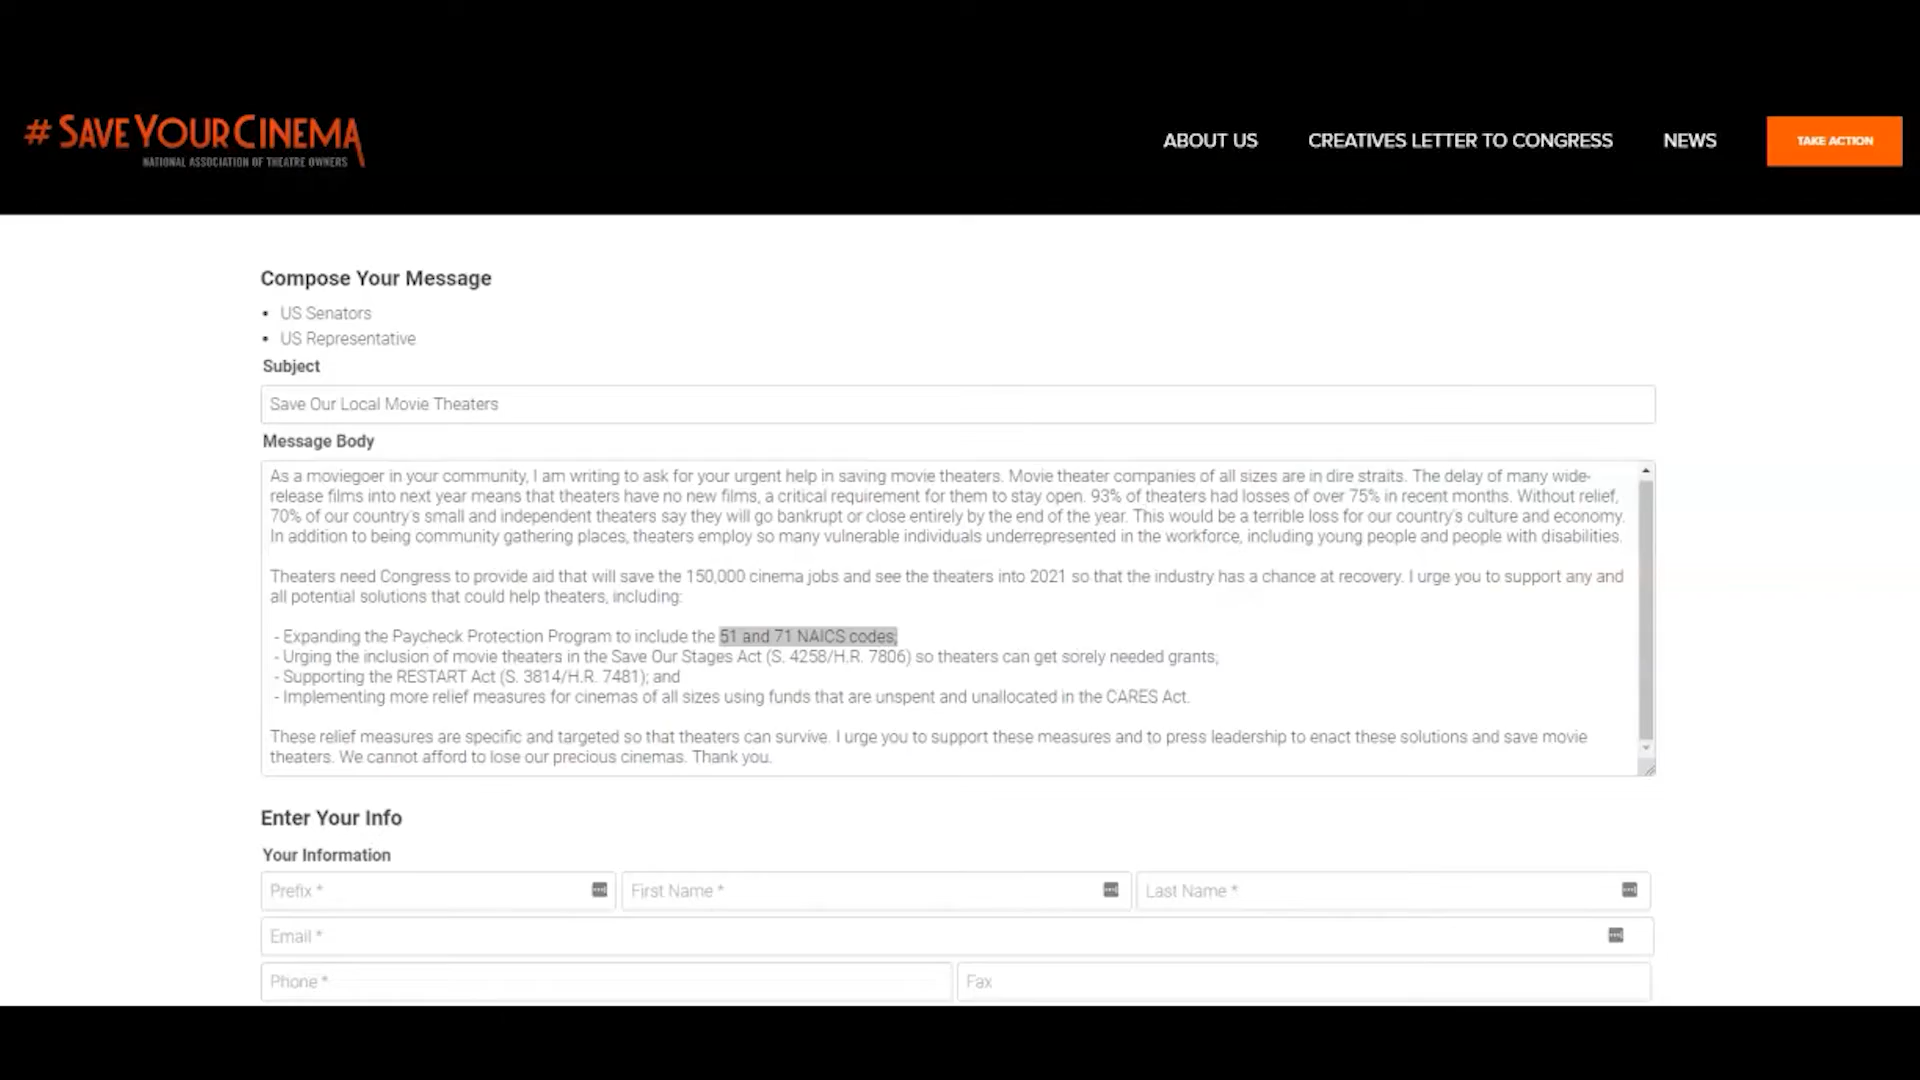 # SAVE YOUR CINEMA
NATIONAL ASSOCIATION OF THEATRE OWNERS
ABOUT US
CREATIVES LETTER TO CONGRESS
NEWS
TAKE ACTION
Compose Your Message
• US Senators
• US Representative
Subject
Save Our Local Movie Theaters
Message Body
As a moviegoer in your community, I am writing to ask for your urgent help in saving movie theaters. Movie theater companies of all sizes are in dire straits. The delay of many wide-
release films into next year means that theaters have no new films, a critical requirement for them to stay open. 93% of theaters had losses of over 75% in recent months. Without relief,
70% of our country's small and independent theaters say they will go bankrupt or close entirely by the end of the year. This would be a terrible loss for our country's culture and economy.
In addition to being community gathering places, theaters employ so many vulnerable individuals underrepresented in the workforce, including young people and people with disabilities.
Theaters need Congress to provide aid that will save the 150,000 cinema jobs and see the theaters into 2021 so that the industry has a chance at recovery. I urge you to support any and
all potential solutions that could help theaters, including:
- Expanding the Paycheck Protection Program to include the 51 and 71 NAICS codes;
- Urging the inclusion of movie theaters in the Save Our Stages Act (S. 4258/H.R. 7806) so theaters can get sorely needed grants;
- Supporting the RESTART Act (S. 3814/H.R. 7481); and
- Implementing more relief measures for cinemas of all sizes using funds that are unspent and unallocated in the CARES Act.
These relief measures are specific and targeted so that theaters can survive. I urge you to support these measures and to press leadership to enact these solutions and save movie
theaters. We cannot afford to lose our precious cinemas. Thank you.
Enter Your Info
Your Information
Prefix *
First Name *
Last Name *
Email *
Phone *
Fax